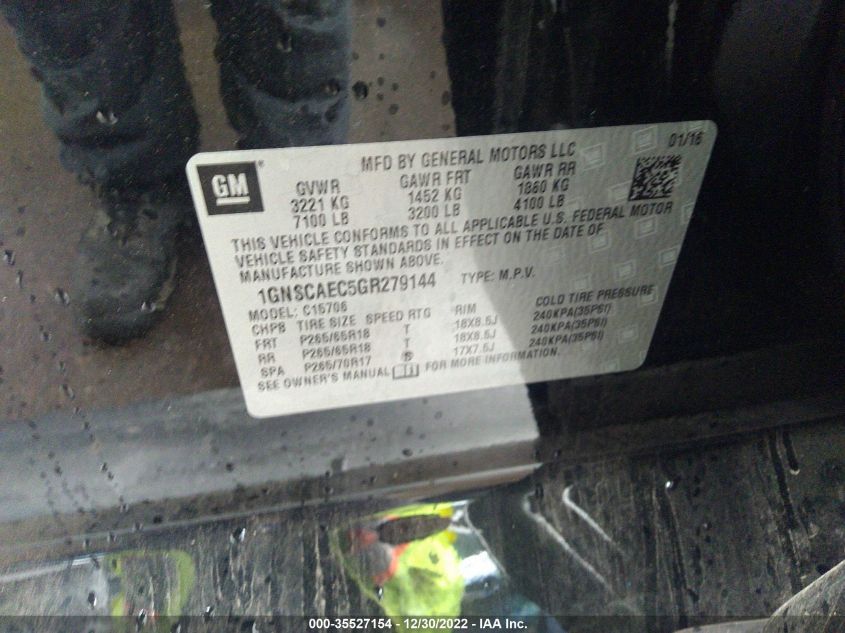 MFD BY GENERAL MOTORS LLC 01/16
GM
GVWR GAWR FRT GAWR RR
3221 KG 1452 KG 1860 KG
7100 LB 3200 LB 4100 LB
THIS VEHICLE CONFORMS TO ALL APPLICABLE U.S. FEDERAL MOTOR
VEHICLE SAFETY STANDARDS IN EFFECT ON THE DATE OF
MANUFACTURE SHOWN ABOVE.
1GNSCAEC5GR279144 TYPE: M.P.V.
MODEL: C15706
CHPB TIRE SIZE SPEED RTG RIM COLD TIRE PRESSURE
FRT P265/65R18 T 18X8.5J 240KPA(35PSI)
RR P265/65R18 T 18X8.5J 240KPA(35PSI)
SPA P265/70R17 S 17X7.5J 240KPA(35PSI)
SEE OWNER'S MANUAL FOR MORE INFORMATION.
000-35527154 - 12/30/2022 - IAA Inc.